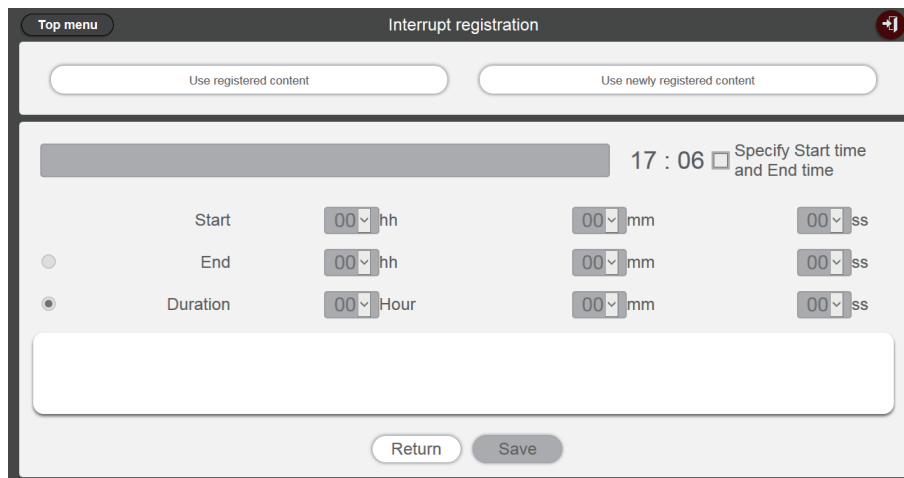 Top menu
Interrupt registration
Use registered content
Use newly registered content
17 : 06
Specify Start time
and End time
Start 00 hh 00 mm 00 ss
End 00 hh 00 mm 00 ss
Duration 00 Hour 00 mm 00 ss
Return
Save